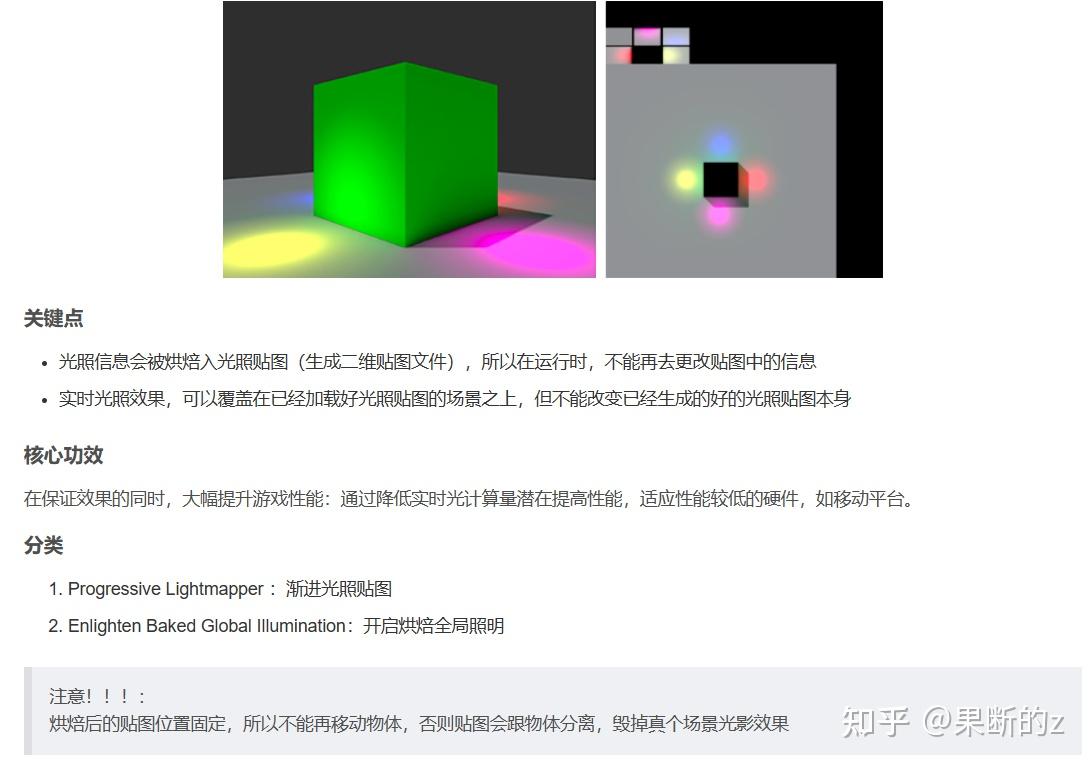 关键点
光照信息会被烘焙入光照贴图（生成二维贴图文件），所以在运行时，不能再去更改贴图中的信息
实时光照效果，可以覆盖在已经加载好光照贴图的场景之上，但不能改变已经生成的好的光照贴图本身
核心功效
在保证效果的同时，大幅提升游戏性能：通过降低实时光计算量潜在提高性能，适应性能较低的硬件，如移动平台。
分类
1. Progressive Lightmapper ：渐进光照贴图
2. Enlighten Baked Global Illumination：开启烘焙全局照明
注意！！！：
烘焙后的贴图位置固定，所以不能再移动物体，否则贴图会跟物体分离，毁掉真个场景光影效果
知乎 @果断的z